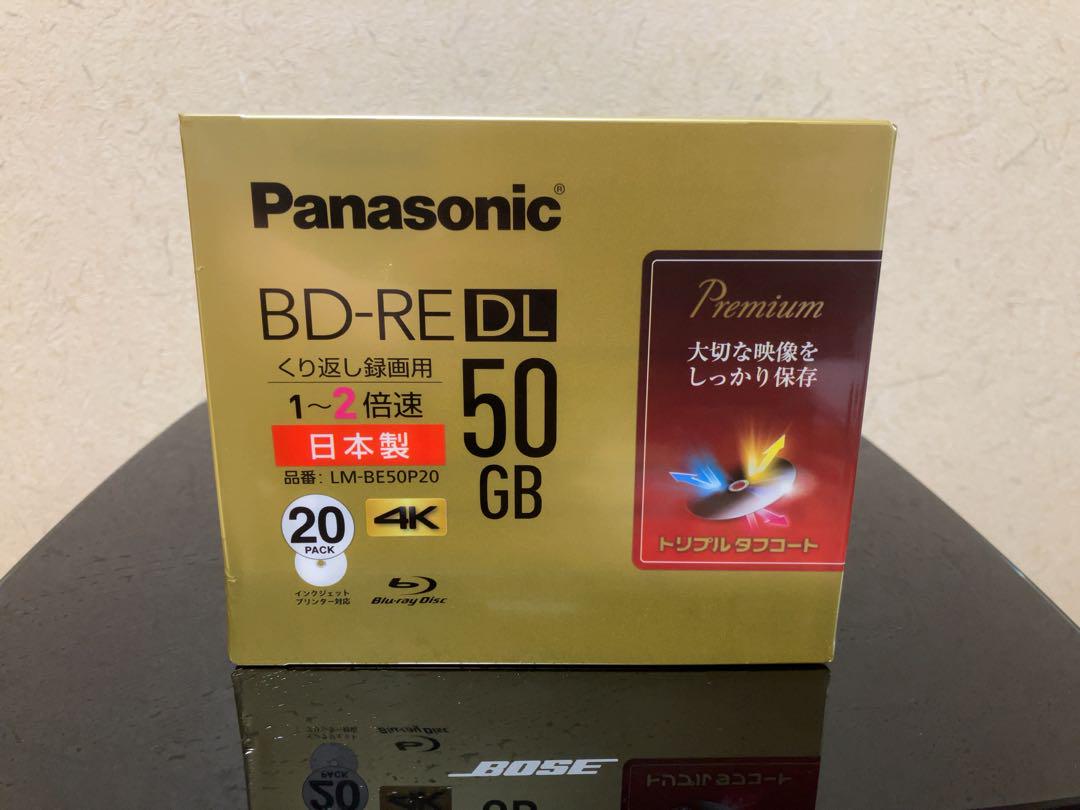 Panasonic®
BD-RE DL
くり返し録画用
1～2倍速
日本製
品番: LM-BE50P20
50
GB
20
PACK
インクジェット
プリンター対応
4K
Blu-ray Disc
Premium
大切な映像を
しっかり保存
トリプル タフコート
BOSE